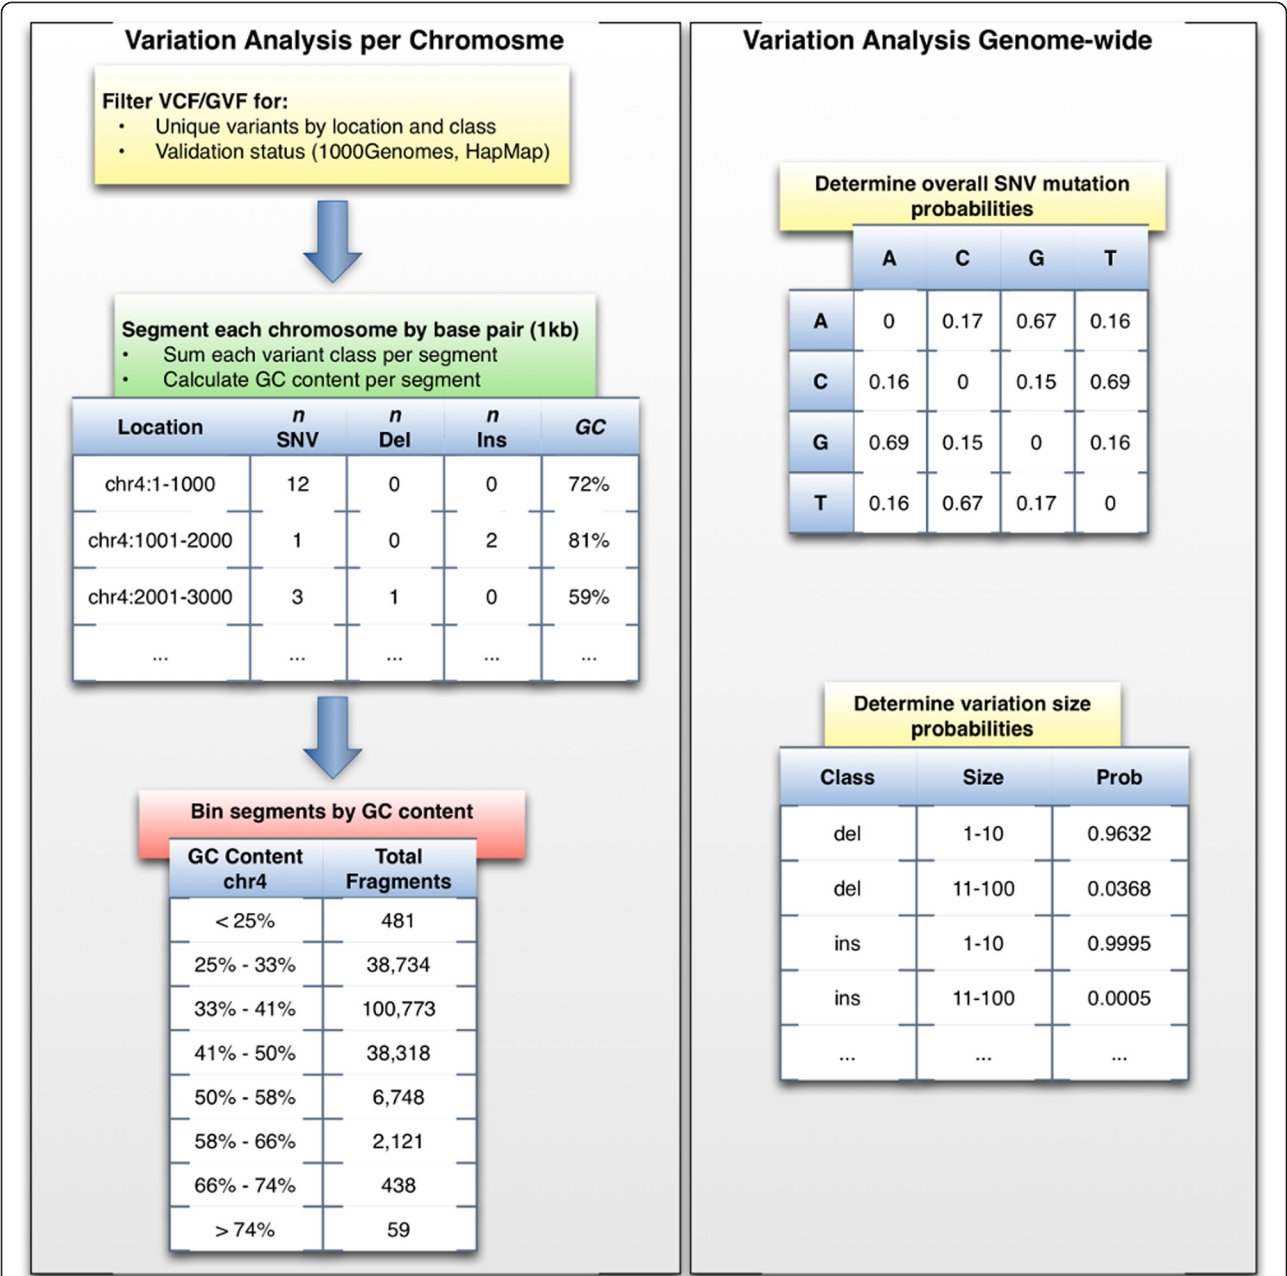 Variation Analysis per Chromosme
Filter VCF/GVF for:
• Unique variants by location and class
• Validation status (1000Genomes, HapMap)
Segment each chromosome by base pair (1kb)
• Sum each variant class per segment
• Calculate GC content per segment
Location n SNV n Del n Ins GC
chr4:1-1000 12 0 0 72%
chr4:1001-2000 1 0 2 81%
chr4:2001-3000 3 1 0 59%
... ... ... ... ...
Bin segments by GC content
GC Content chr4 Total Fragments
< 25% 481
25% - 33% 38,734
33% - 41% 100,773
41% - 50% 38,318
50% - 58% 6,748
58% - 66% 2,121
66% - 74% 438
> 74% 59
Variation Analysis Genome-wide
Determine overall SNV mutation
probabilities
A C G T
A 0 0.17 0.67 0.16
C 0.16 0 0.15 0.69
G 0.69 0.15 0 0.16
T 0.16 0.67 0.17 0
Determine variation size
probabilities
Class Size Prob
del 1-10 0.9632
del 11-100 0.0368
ins 1-10 0.9995
ins 11-100 0.0005
... ... ...